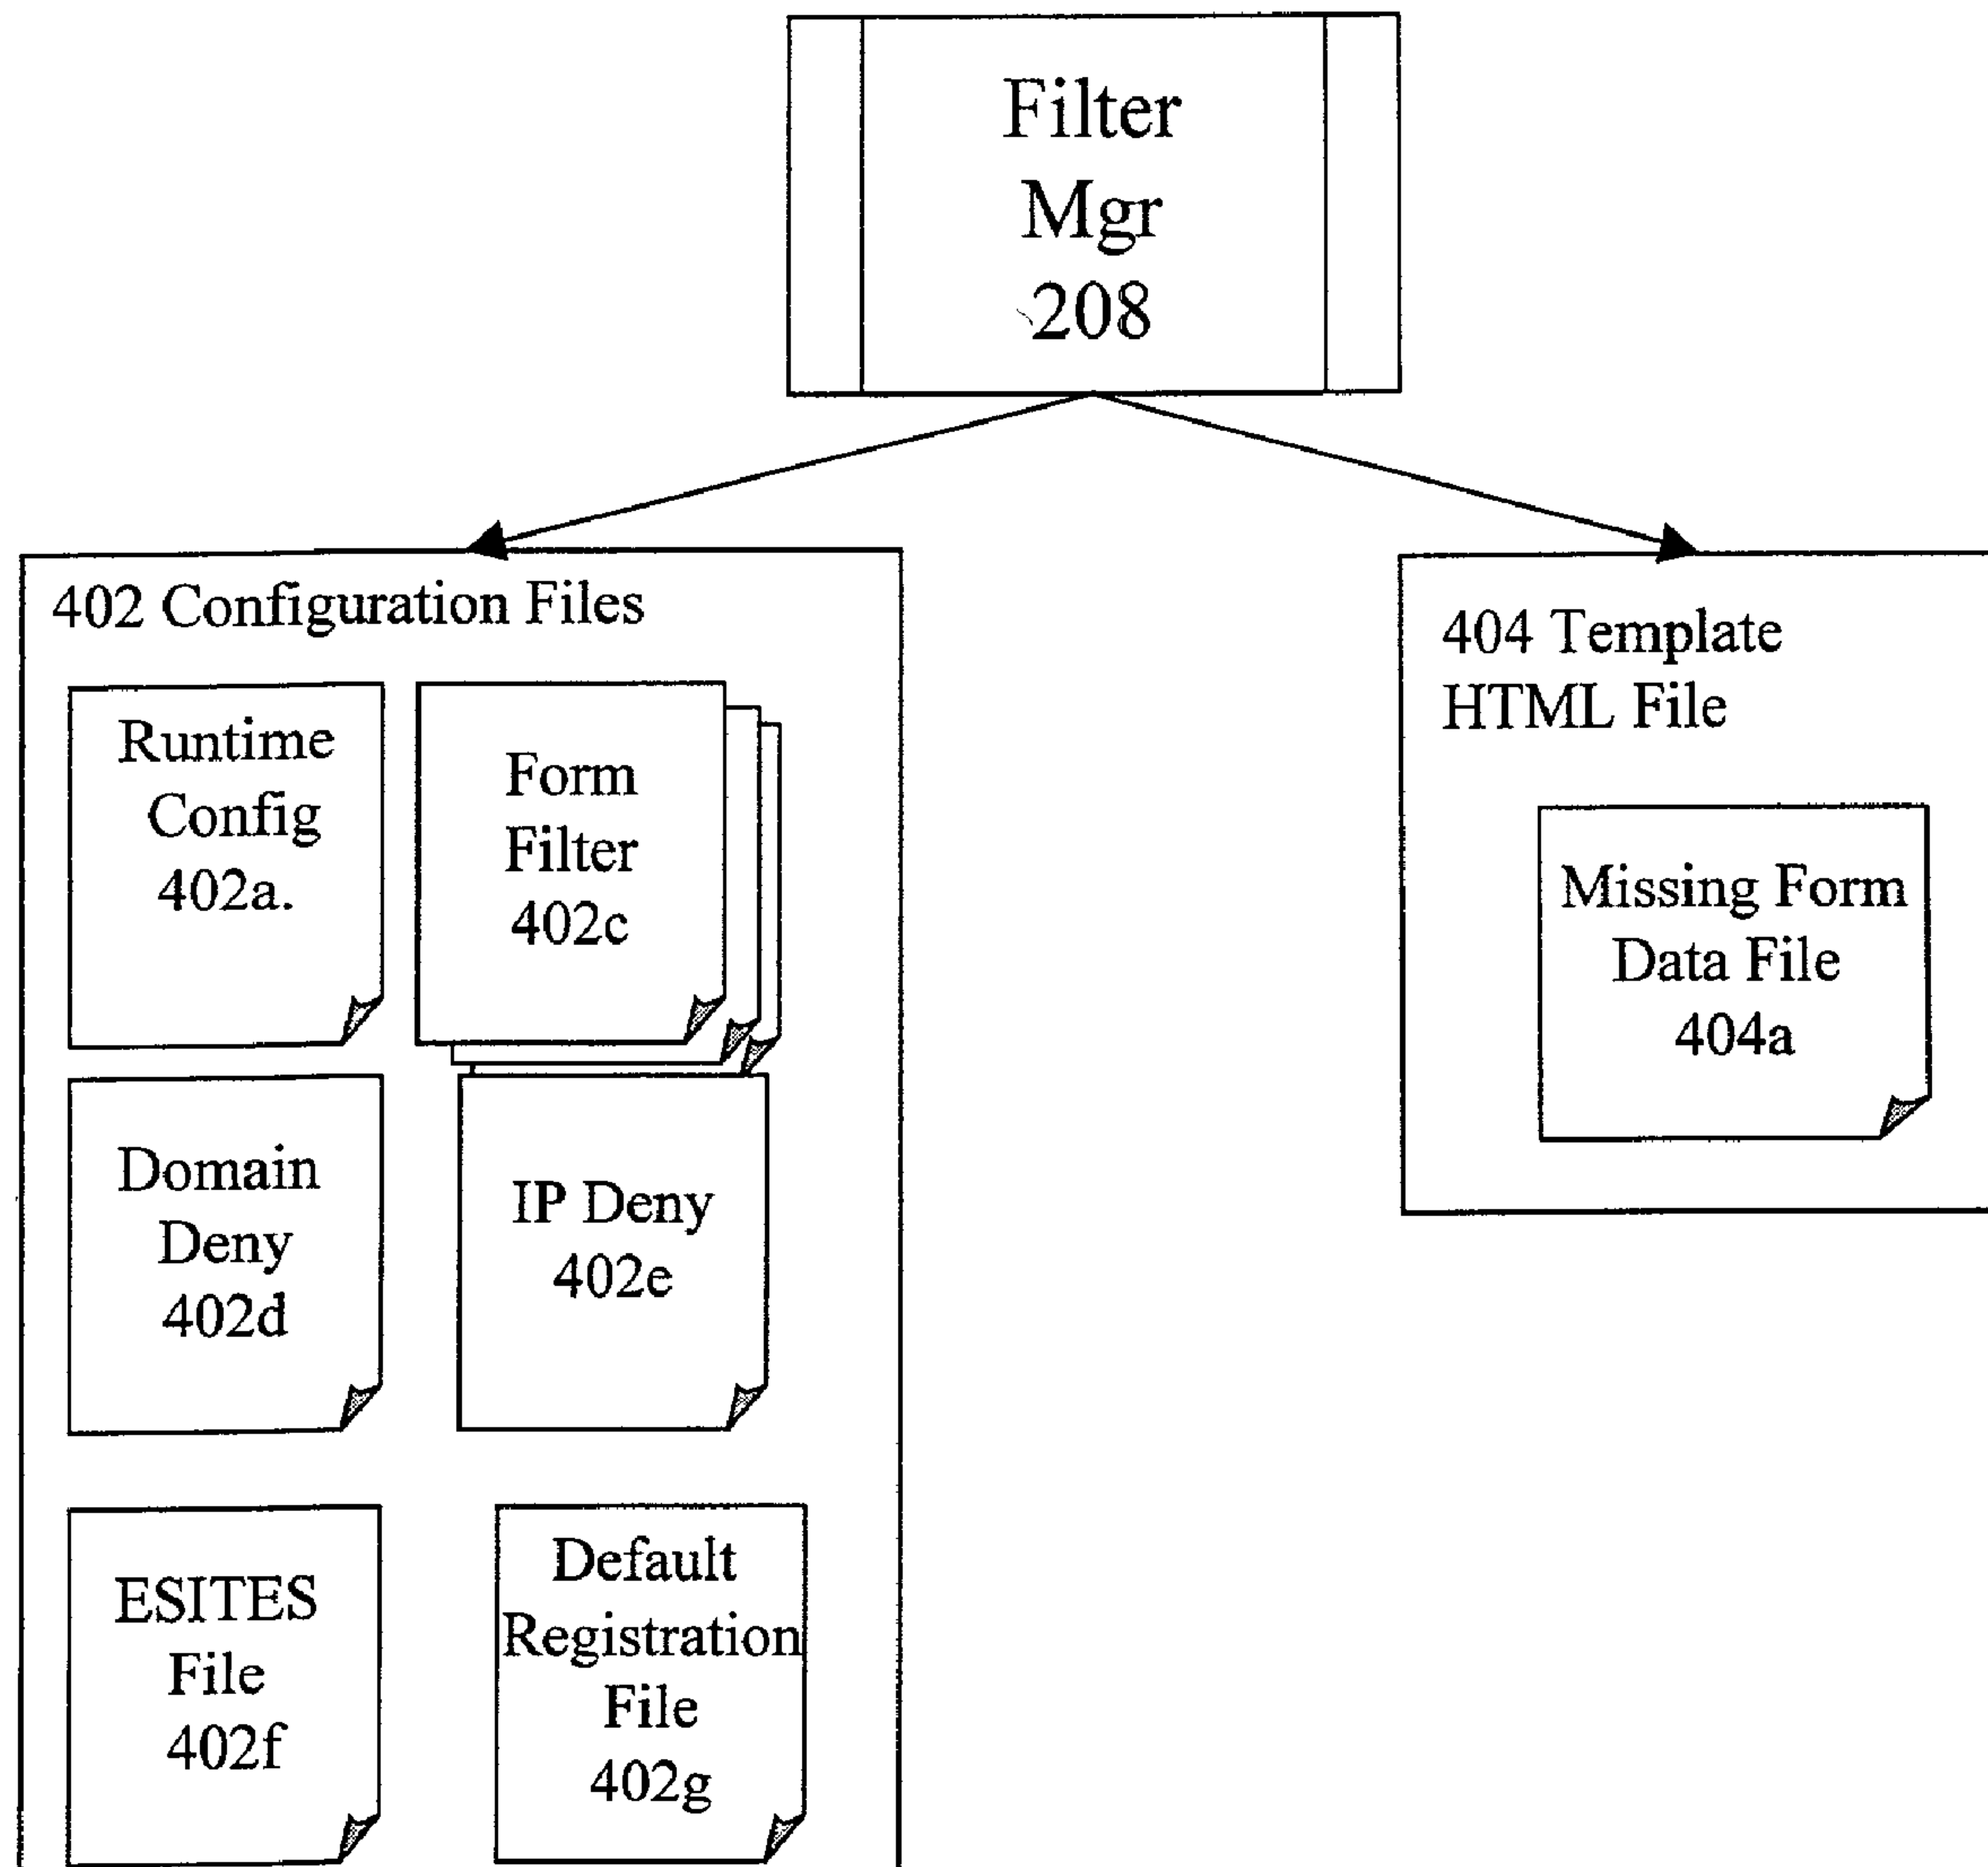 Filter
Mgr
208
402 Configuration Files
Runtime
Config
402a.
Form
Filter
402c
Domain
Deny
402d
IP Deny
402e
ESITES
File
402f
Default
Registration
File
402g
404 Template
HTML File
Missing Form
Data File
404a